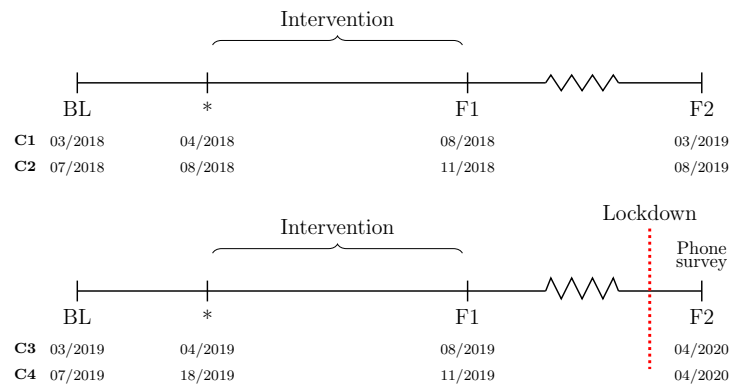 Intervention
BL * F1 F2
C1 03/2018 04/2018 08/2018 03/2019
C2 07/2018 08/2018 11/2018 08/2019
Lockdown
Intervention
Phone
survey
BL * F1 F2
C3 03/2019 04/2019 08/2019 04/2020
C4 07/2019 18/2019 11/2019 04/2020